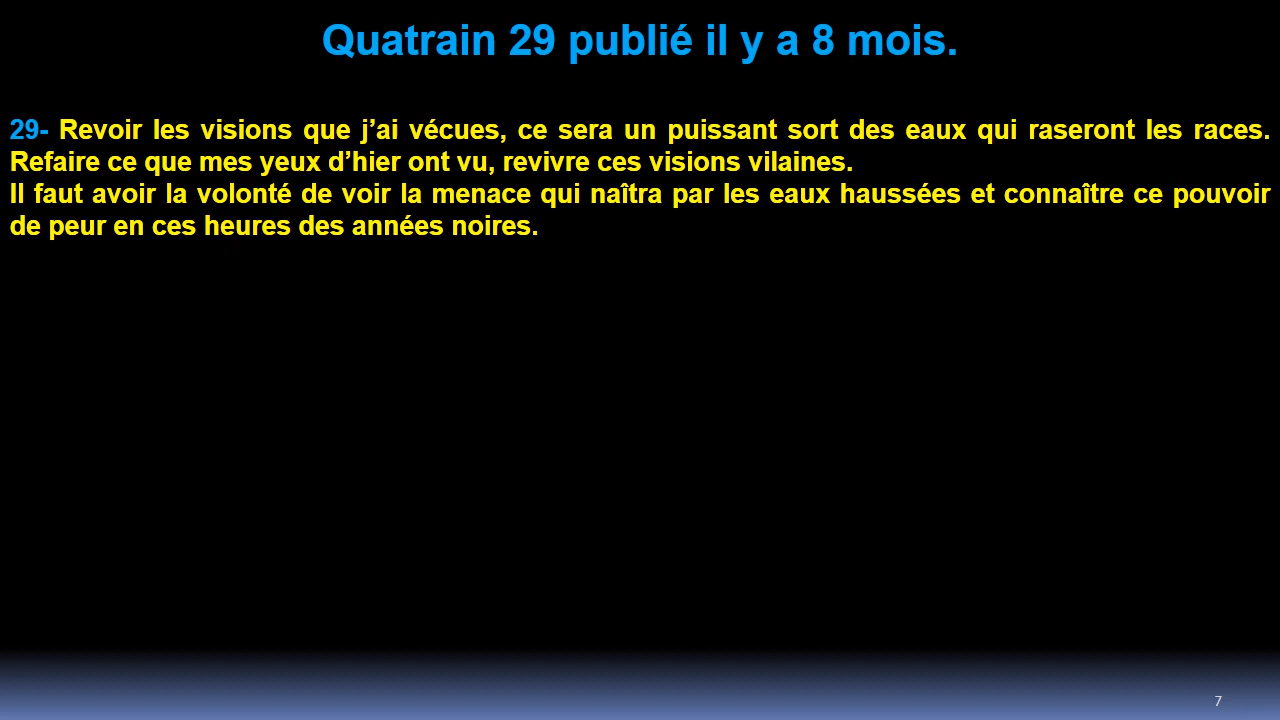 Quatrain 29 publié il y a 8 mois.
29- Revoir les visions que j’ai vécues, ce sera un puissant sort des eaux qui raseront les races.
Refaire ce que mes yeux d’hier ont vu, revivre ces visions vilaines.
Il faut avoir la volonté de voir la menace qui naîtra par les eaux haussées et connaître ce pouvoir
de peur en ces heures des années noires.
7